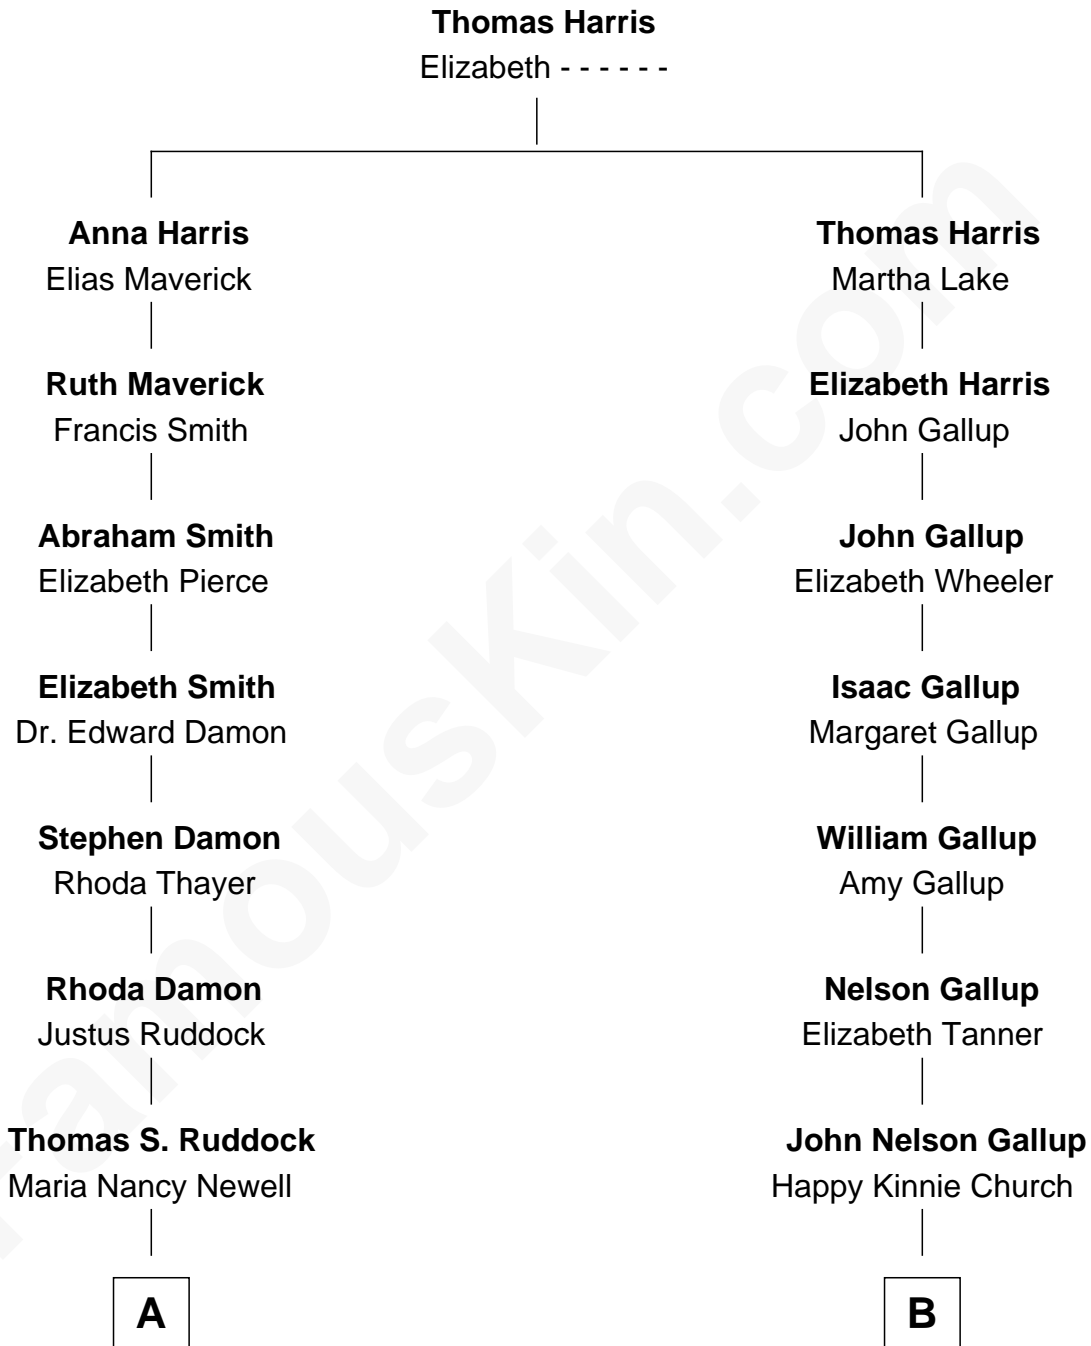 Thomas Harris
Elizabeth - - - - - -
Anna Harris
Elias Maverick
Thomas Harris
Martha Lake
Ruth Maverick
Francis Smith
Elizabeth Harris
John Gallup
Abraham Smith
Elizabeth Pierce
John Gallup
Elizabeth Wheeler
Elizabeth Smith
Dr. Edward Damon
Isaac Gallup
Margaret Gallup
Stephen Damon
Rhoda Thayer
William Gallup
Amy Gallup
Rhoda Damon
Justus Ruddock
Nelson Gallup
Elizabeth Tanner
Thomas S. Ruddock
Maria Nancy Newell
John Nelson Gallup
Happy Kinnie Church
A
B
FamousKin.com